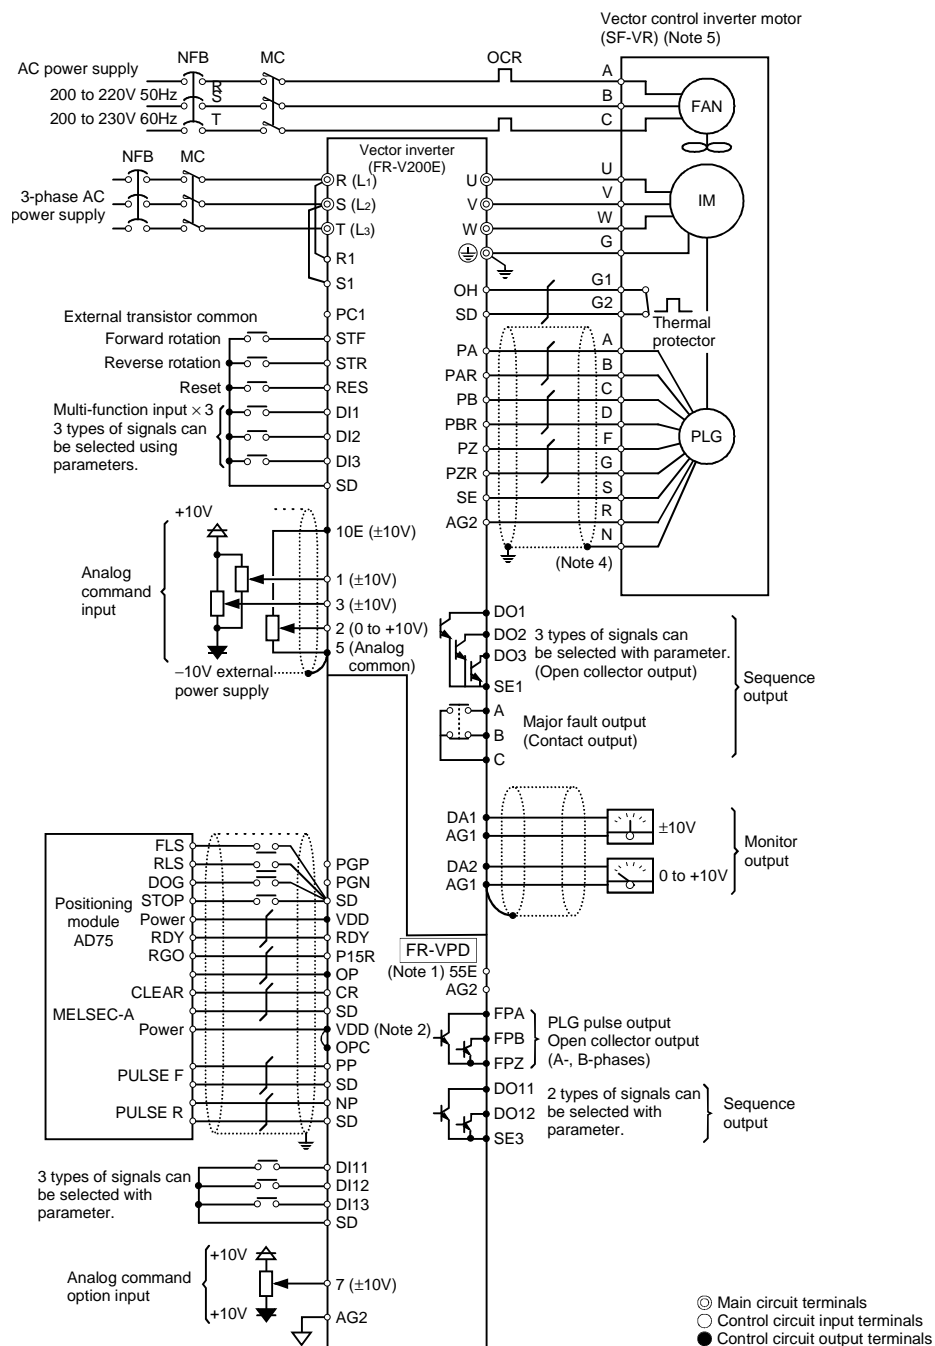 Vector control inverter motor
(SF-VR) (Note 5)
NFB
MC
OCR
AC power supply
200 to 220V 50Hz
200 to 230V 60Hz
R
S
T
A
B
C
FAN
Vector inverter
(FR-V200E)
NFB
MC
3-phase AC
power supply
R (L1)
S (L2)
T (L3)
R1
S1
U
V
W
U
V
W
G
IM
OH
SD
G1
G2
Thermal
protector
PC1
External transistor common
Forward rotation
STF
Reverse rotation
STR
Reset
RES
Multi-function input × 3
3 types of signals can
be selected using
parameters.
DI1
DI2
DI3
SD
PA
PAR
PB
PBR
PZ
PZR
SE
AG2
A
B
C
D
F
G
S
R
N
PLG
(Note 4)
+10V
Analog
command
input
−10V external
power supply
10E (±10V)
1 (±10V)
3 (±10V)
2 (0 to +10V)
5 (Analog
common)
DO1
DO2
DO3
SE1
3 types of signals can
be selected with parameter.
(Open collector output)
Sequence
output
A
B
C
Major fault output
(Contact output)
DA1
AG1
DA2
AG1
±10V
0 to +10V
Monitor
output
Positioning
module
AD75
MELSEC-A
FLS
RLS
DOG
STOP
Power
RDY
RGO
CLEAR
Power
PULSE F
PULSE R
PGP
PGN
SD
VDD
RDY
P15R
OP
CR
SD
VDD (Note 2)
OPC
PP
SD
NP
SD
FR-VPD
(Note 1) 55E
AG2
FPA
FPB
FPZ
PLG pulse output
Open collector output
(A-, B-phases)
DO11
DO12
SE3
2 types of signals can
be selected with
parameter.
Sequence
output
3 types of signals can
be selected with
parameter.
DI11
DI12
DI13
SD
Analog command
option input
+10V
+10V
7 (±10V)
AG2
Main circuit terminals
Control circuit input terminals
Control circuit output terminals